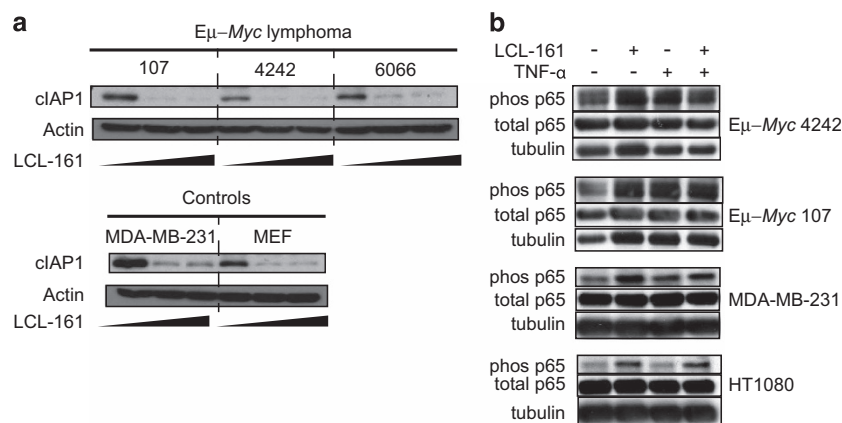 a
Eμ–Myc lymphoma
107 4242 6066
cIAP1
Actin
LCL-161
Controls
MDA-MB-231 MEF
cIAP1
Actin
LCL-161
b
LCL-161 - + - +
TNF-α - - + +
phos p65
total p65 Eμ–Myc 4242
tubulin
phos p65
total p65 Eμ–Myc 107
tubulin
phos p65
total p65 MDA-MB-231
tubulin
phos p65
total p65 HT1080
tubulin